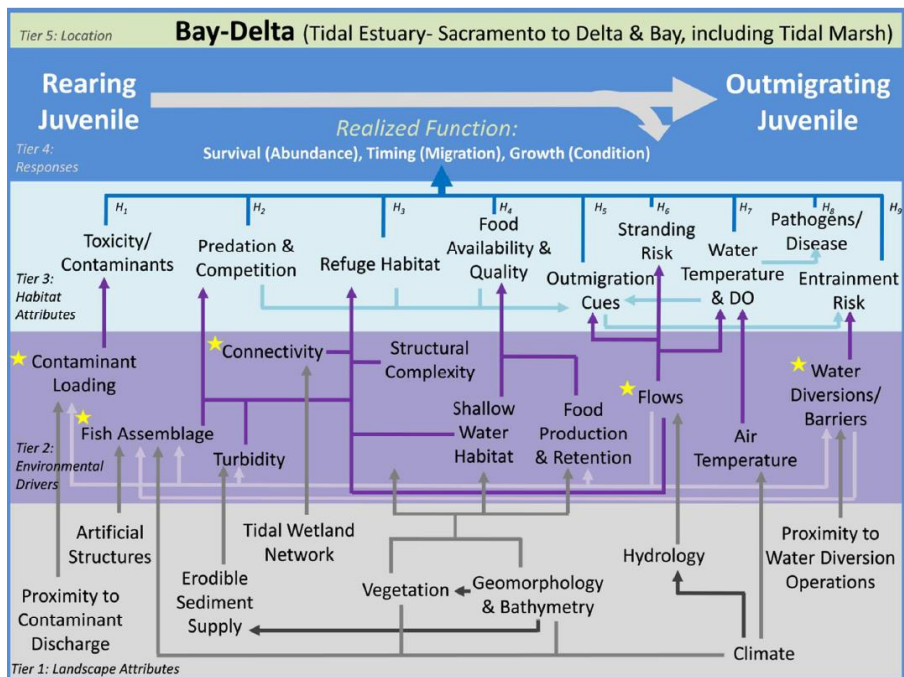 Tier 5: Location
Bay-Delta (Tidal Estuary- Sacramento to Delta & Bay, including Tidal Marsh)
Rearing
Juvenile
Outmigrating
Juvenile
Realized Function:
Survival (Abundance), Timing (Migration), Growth (Condition)
Tier 4:
Responses
H1
H2
H3
H4
H5
H6
H7
H8
H9
Toxicity/
Contaminants
Predation &
Competition
Refuge Habitat
Food
Availability &
Quality
Outmigration
Cues
Stranding
Risk
Water
Temperature
& DO
Pathogens/
Disease
Entrainment
Risk
Tier 3:
Habitat
Attributes
Contaminant
Loading
Fish Assemblage
Turbidity
Connectivity
Structural
Complexity
Shallow
Water
Habitat
Food
Production
& Retention
Flows
Air
Temperature
Water
Diversions/
Barriers
Tier 2:
Environmental
Drivers
Artificial
Structures
Tidal Wetland
Network
Hydrology
Proximity to
Water Diversion
Operations
Proximity to
Contaminant
Discharge
Erodible
Sediment
Supply
Vegetation
Geomorphology
& Bathymetry
Climate
Tier 1: Landscape Attributes